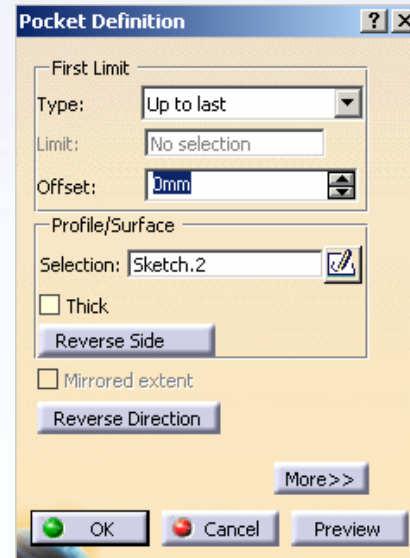 Pocket Definition
First Limit
Type: Up to last
Limit: No selection
Offset: 0mm
Profile/Surface
Selection: Sketch.2
Thick
Reverse Side
Mirrored extent
Reverse Direction
More>>
OK Cancel Preview